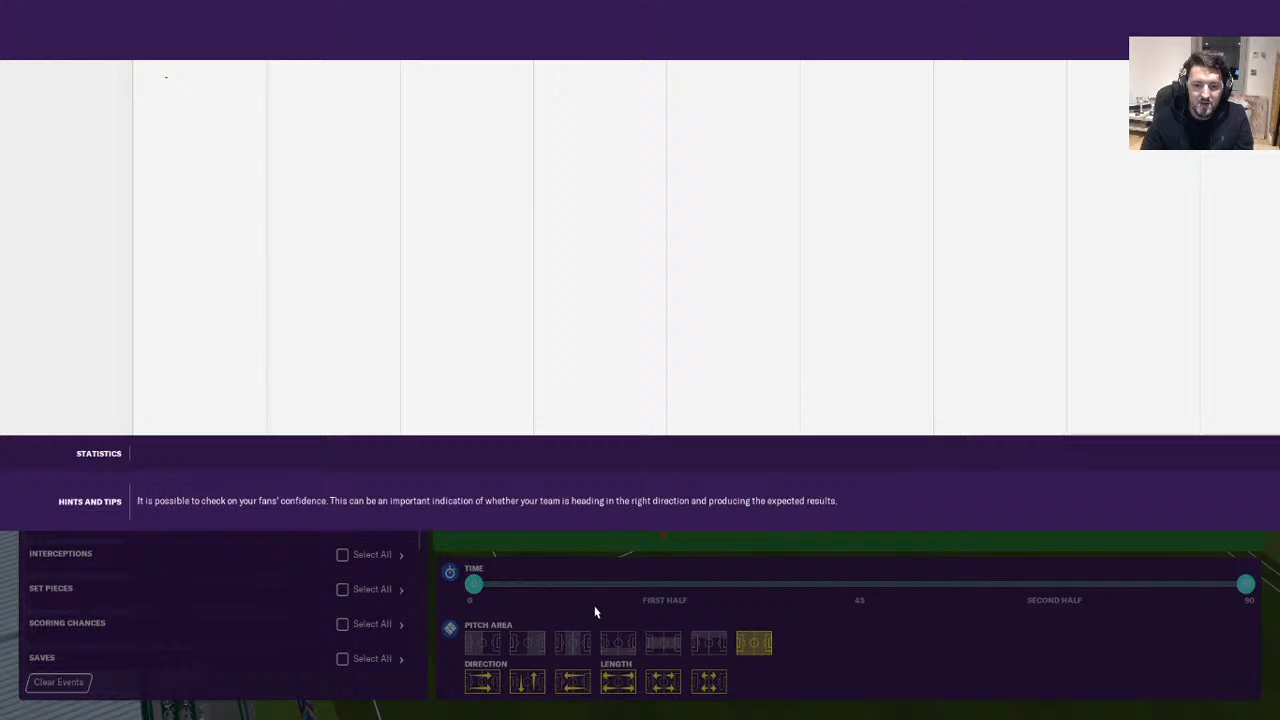 STATISTICS
HINTS AND TIPS It is possible to check on your fans' confidence. This can be an important indication of whether your team is heading in the right direction and producing the expected results.
INTERCEPTIONS Select All
SET PIECES Select All
SCORING CHANCES Select All
SAVES Select All
Clear Events
TIME
0 FIRST HALF 45 SECOND HALF 90
PITCH AREA
DIRECTION LENGTH